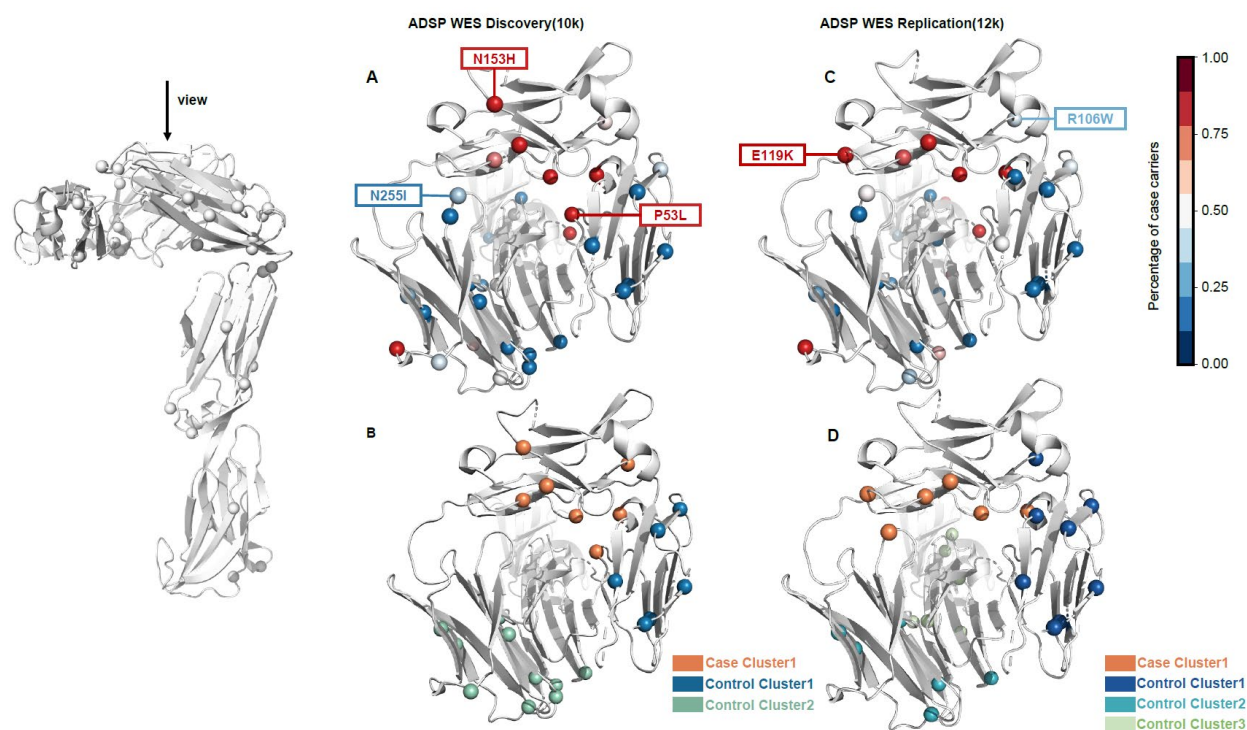 ADSP WES Discovery(10k)
ADSP WES Replication(12k)
view
A
N153H
N255I
P53L
C
R106W
E119K
1.00
0.75
0.50
0.25
0.00
Percentage of case carriers
B
Case Cluster1
Control Cluster1
Control Cluster2
D
Case Cluster1
Control Cluster1
Control Cluster2
Control Cluster3